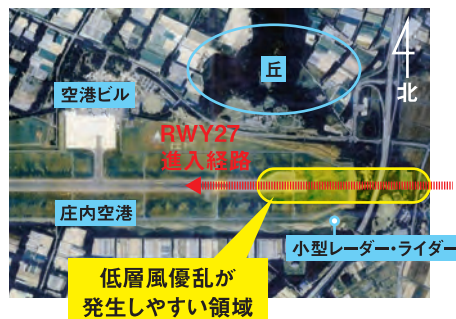 丘
北
空港ビル
RWY27
進入経路
庄内空港
小型レーダー・ライダー
低層風優乱が
発生しやすい領域